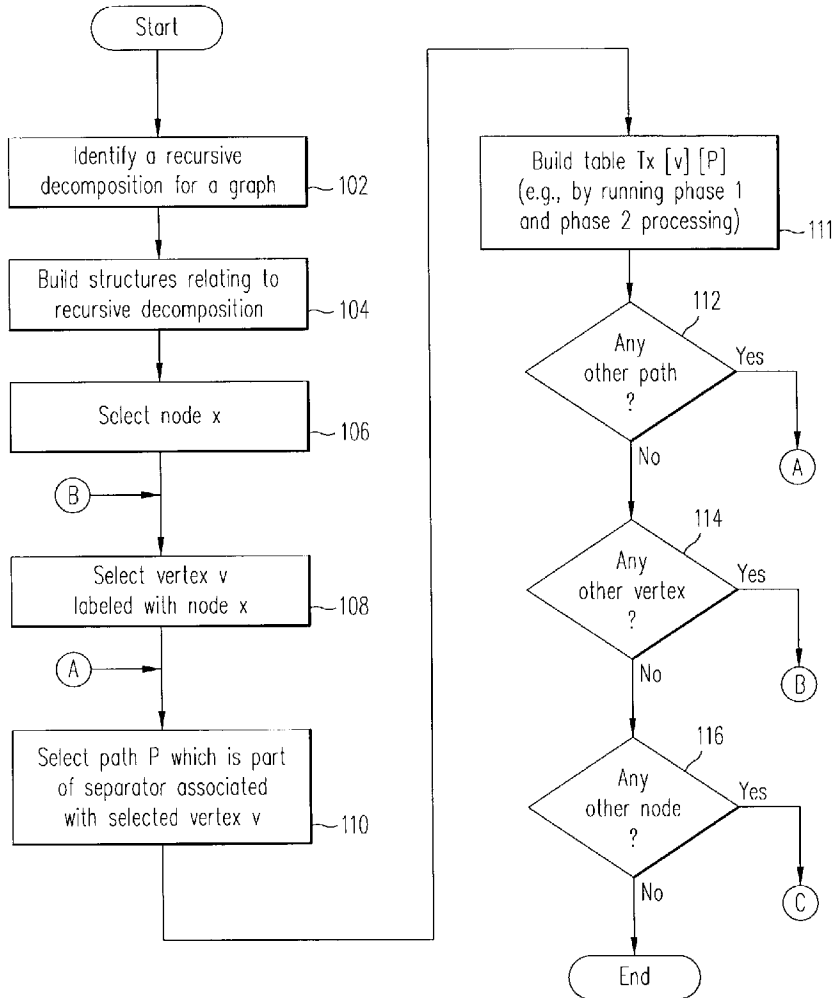 Start
Identify a recursive
decomposition for a graph
102
Build structures relating to
recursive decomposition
104
Select node x
106
B
Select vertex v
labeled with node x
108
A
Select path P which is part
of separator associated
with selected vertex v
110
Build table Tx [v] [P]
(e.g., by running phase 1
and phase 2 processing)
111
112
Any
other path
?
Yes
A
No
114
Any
other vertex
?
Yes
B
No
116
Any
other node
?
Yes
C
No
End